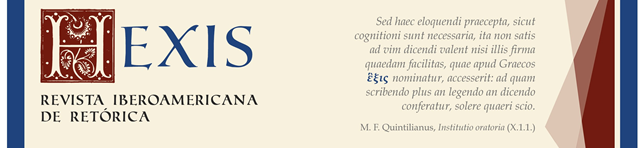 HEXIS
REVISTA IBEROAMERICANA
DE RETÓRICA
Sed haec eloquendi praecepta, sicut
cognitioni sunt necessaria, ita non satis
ad vim dicendi valent nisi illis firma
quaedam facilitas, quae apud Graecos
ἕξις nominatur, accesserit: ad quam
scribendo plus an legendo an dicendo
conferatur, solere quaeri scio.
M. F. Quintilianus, Institutio oratoria (X.1.1.)